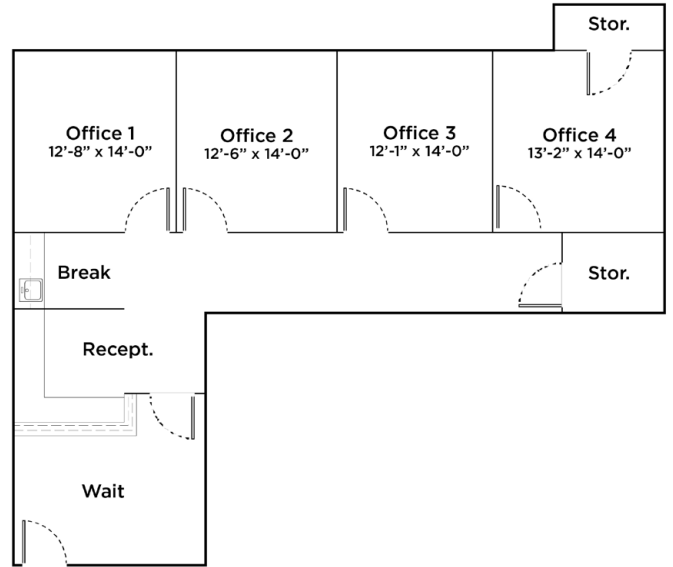 Stor.
Office 1
12’-8” x 14’-0”
Office 2
12’-6” x 14’-0”
Office 3
12’-1” x 14’-0”
Office 4
13’-2” x 14’-0”
Break
Stor.
Recept.
Wait